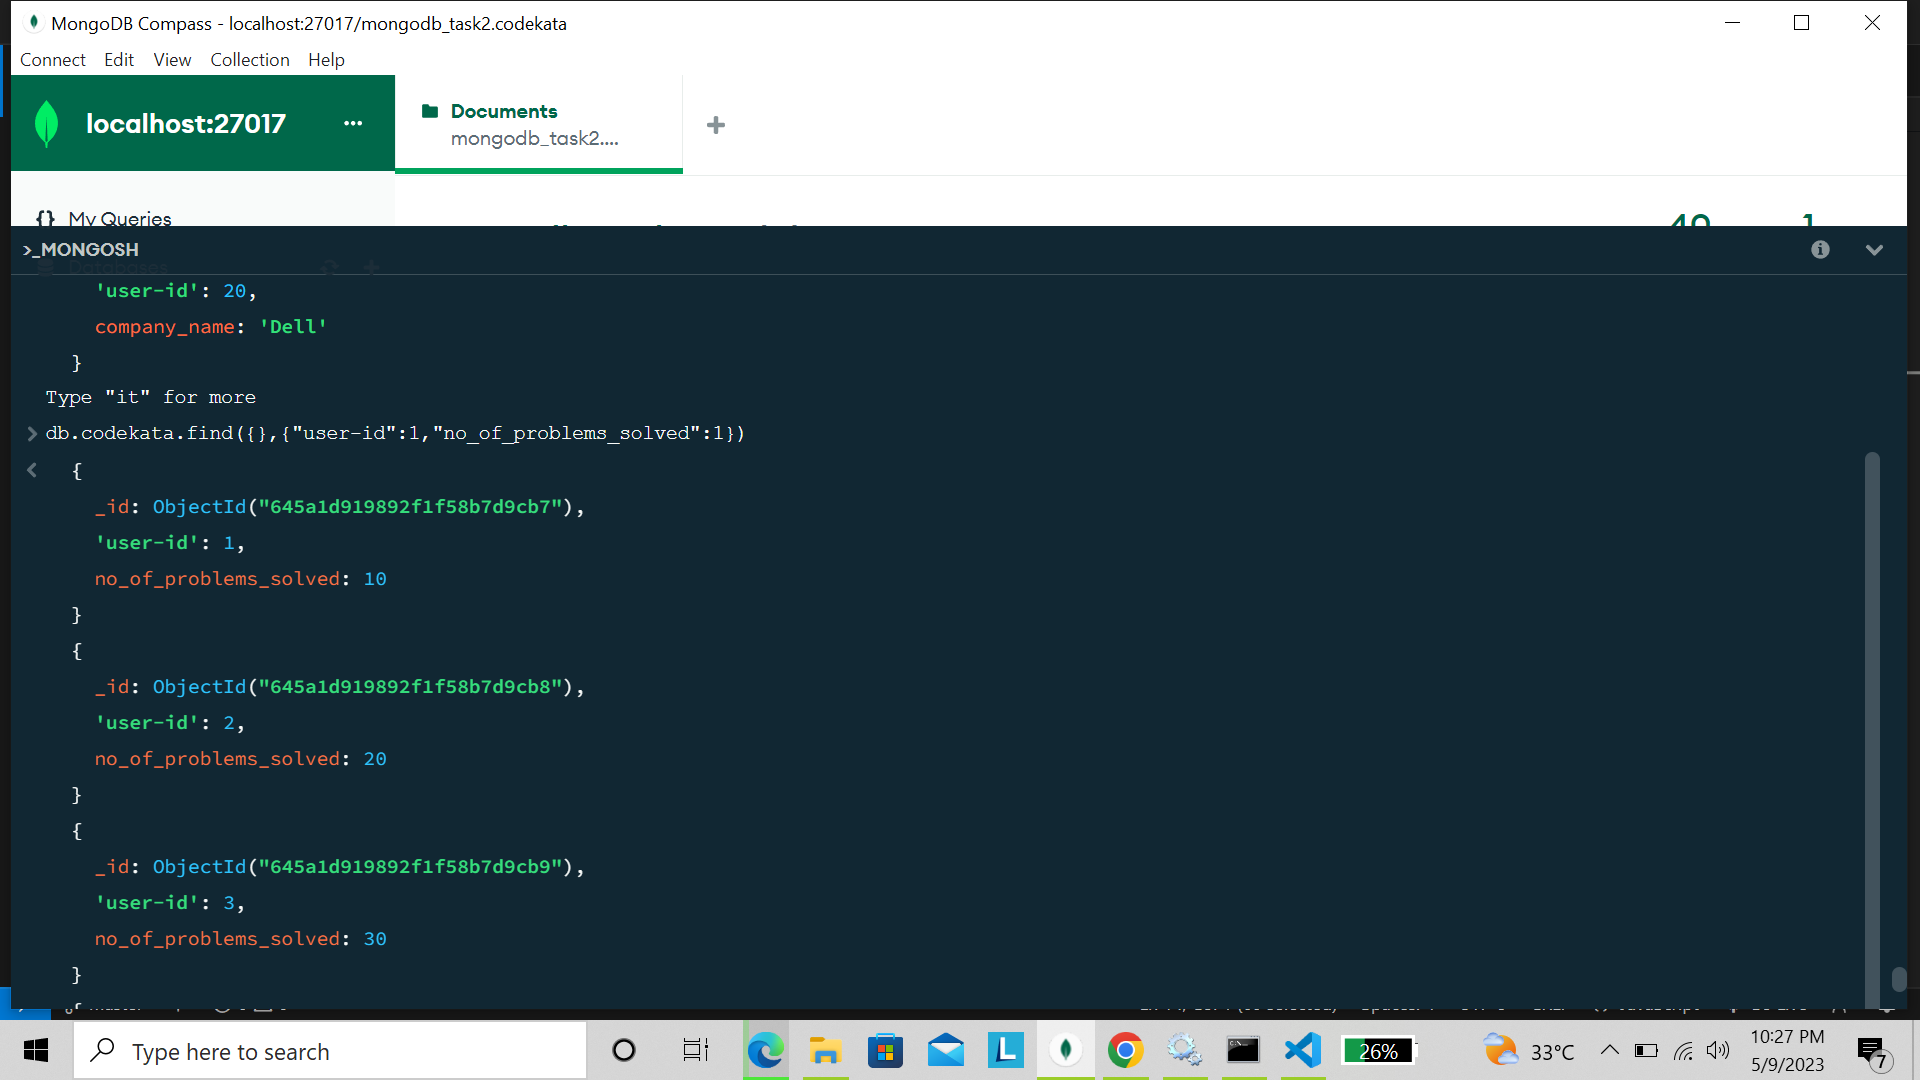 MongoDB Compass - localhost:27017/mongodb_task2.codekata
Connect Edit View Collection Help
localhost:27017 ...
Documents
mongodb_task2....
{} My Queries
40 1
>_MONGOSH
Databases
'user-id': 20,
company_name: 'Dell'
}
Type "it" for more
db.codekata.find({},{"user-id":1,"no_of_problems_solved":1})
{
_id: ObjectId("645a1d919892f1f58b7d9cb7"),
'user-id': 1,
no_of_problems_solved: 10
}
{
_id: ObjectId("645a1d919892f1f58b7d9cb8"),
'user-id': 2,
no_of_problems_solved: 20
}
{
_id: ObjectId("645a1d919892f1f58b7d9cb9"),
'user-id': 3,
no_of_problems_solved: 30
}
{
Type here to search
L
26%
33°C
10:27 PM
5/9/2023
7